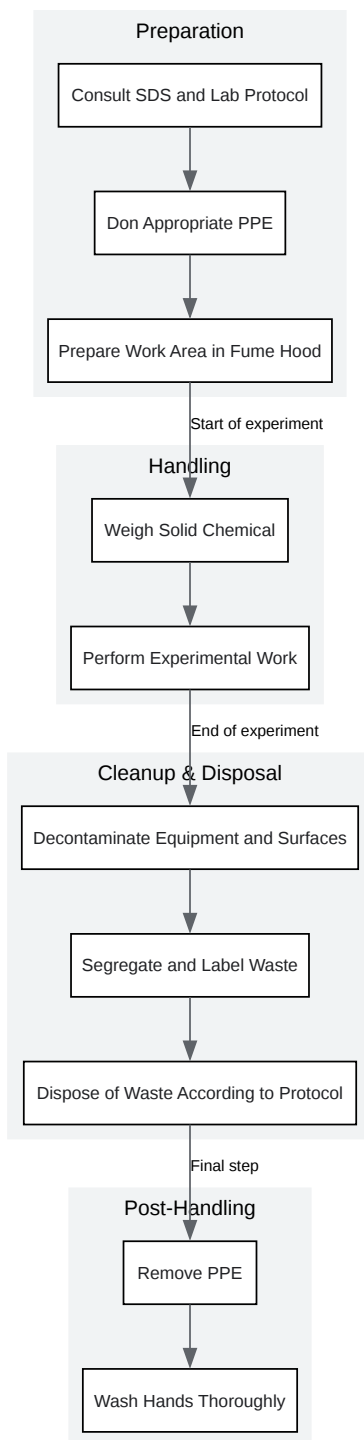 Preparation
Consult SDS and Lab Protocol
Don Appropriate PPE
Prepare Work Area in Fume Hood
Start of experiment
Handling
Weigh Solid Chemical
Perform Experimental Work
End of experiment
Cleanup & Disposal
Decontaminate Equipment and Surfaces
Segregate and Label Waste
Dispose of Waste According to Protocol
Final step
Post-Handling
Remove PPE
Wash Hands Thoroughly